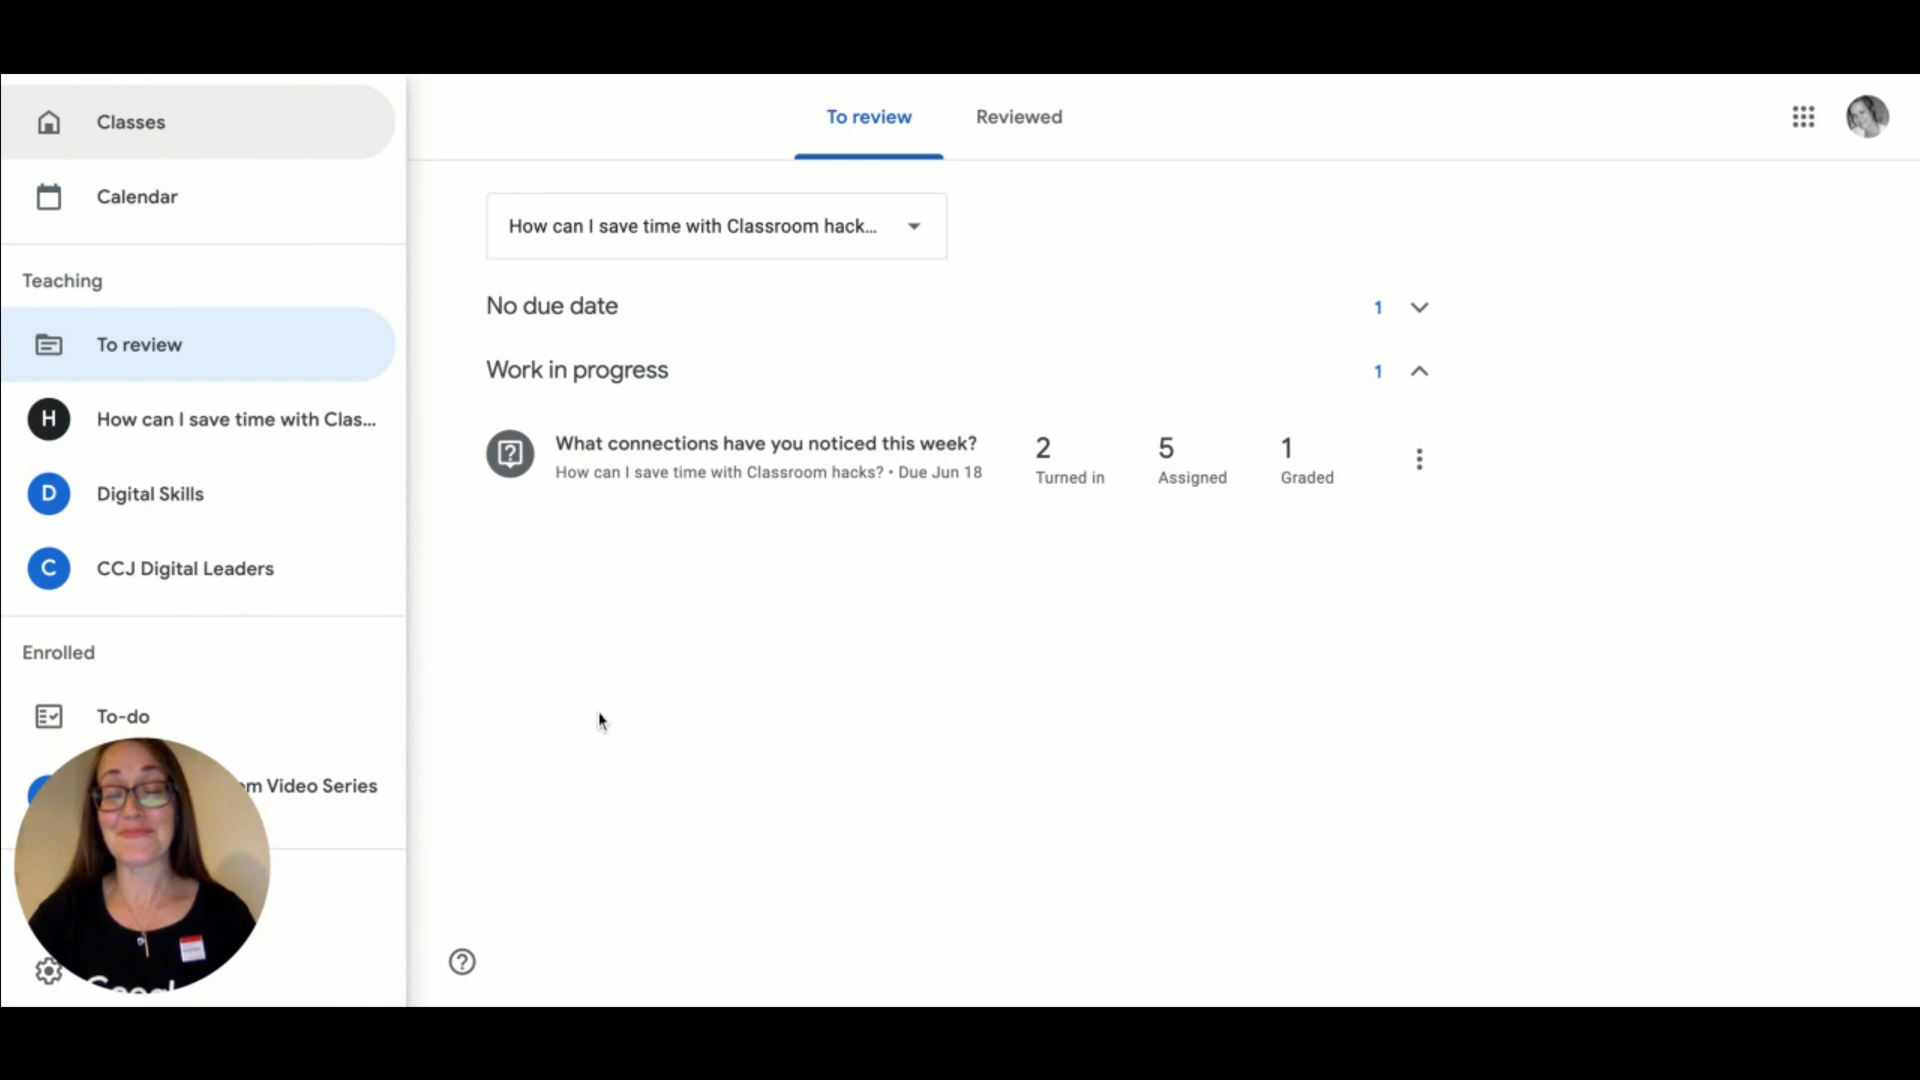 Classes
Calendar
Teaching
To review
H
How can I save time with Clas...
D
Digital Skills
C
CCJ Digital Leaders
Enrolled
To-do
Video Series
To review
Reviewed
How can I save time with Classroom hack...
No due date
1
Work in progress
1
What connections have you noticed this week?
How can I save time with Classroom hacks? • Due Jun 18
2
Turned in
5
Assigned
1
Graded